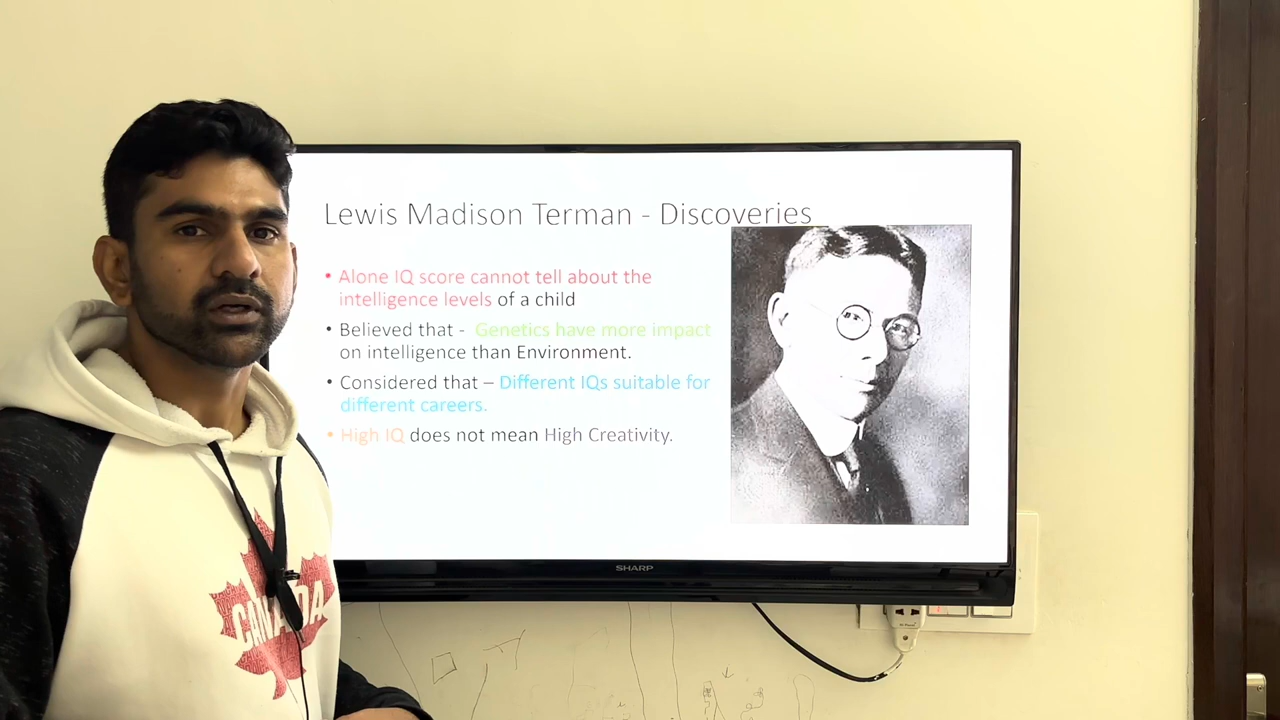 Lewis Madison Terman - Discoveries
• Alone IQ score cannot tell about the
intelligence levels of a child
• Believed that - Genetics have more impact
on intelligence than Environment.
• Considered that – Different IQs suitable for
different careers.
• High IQ does not mean High Creativity.
SHARP
CANADA